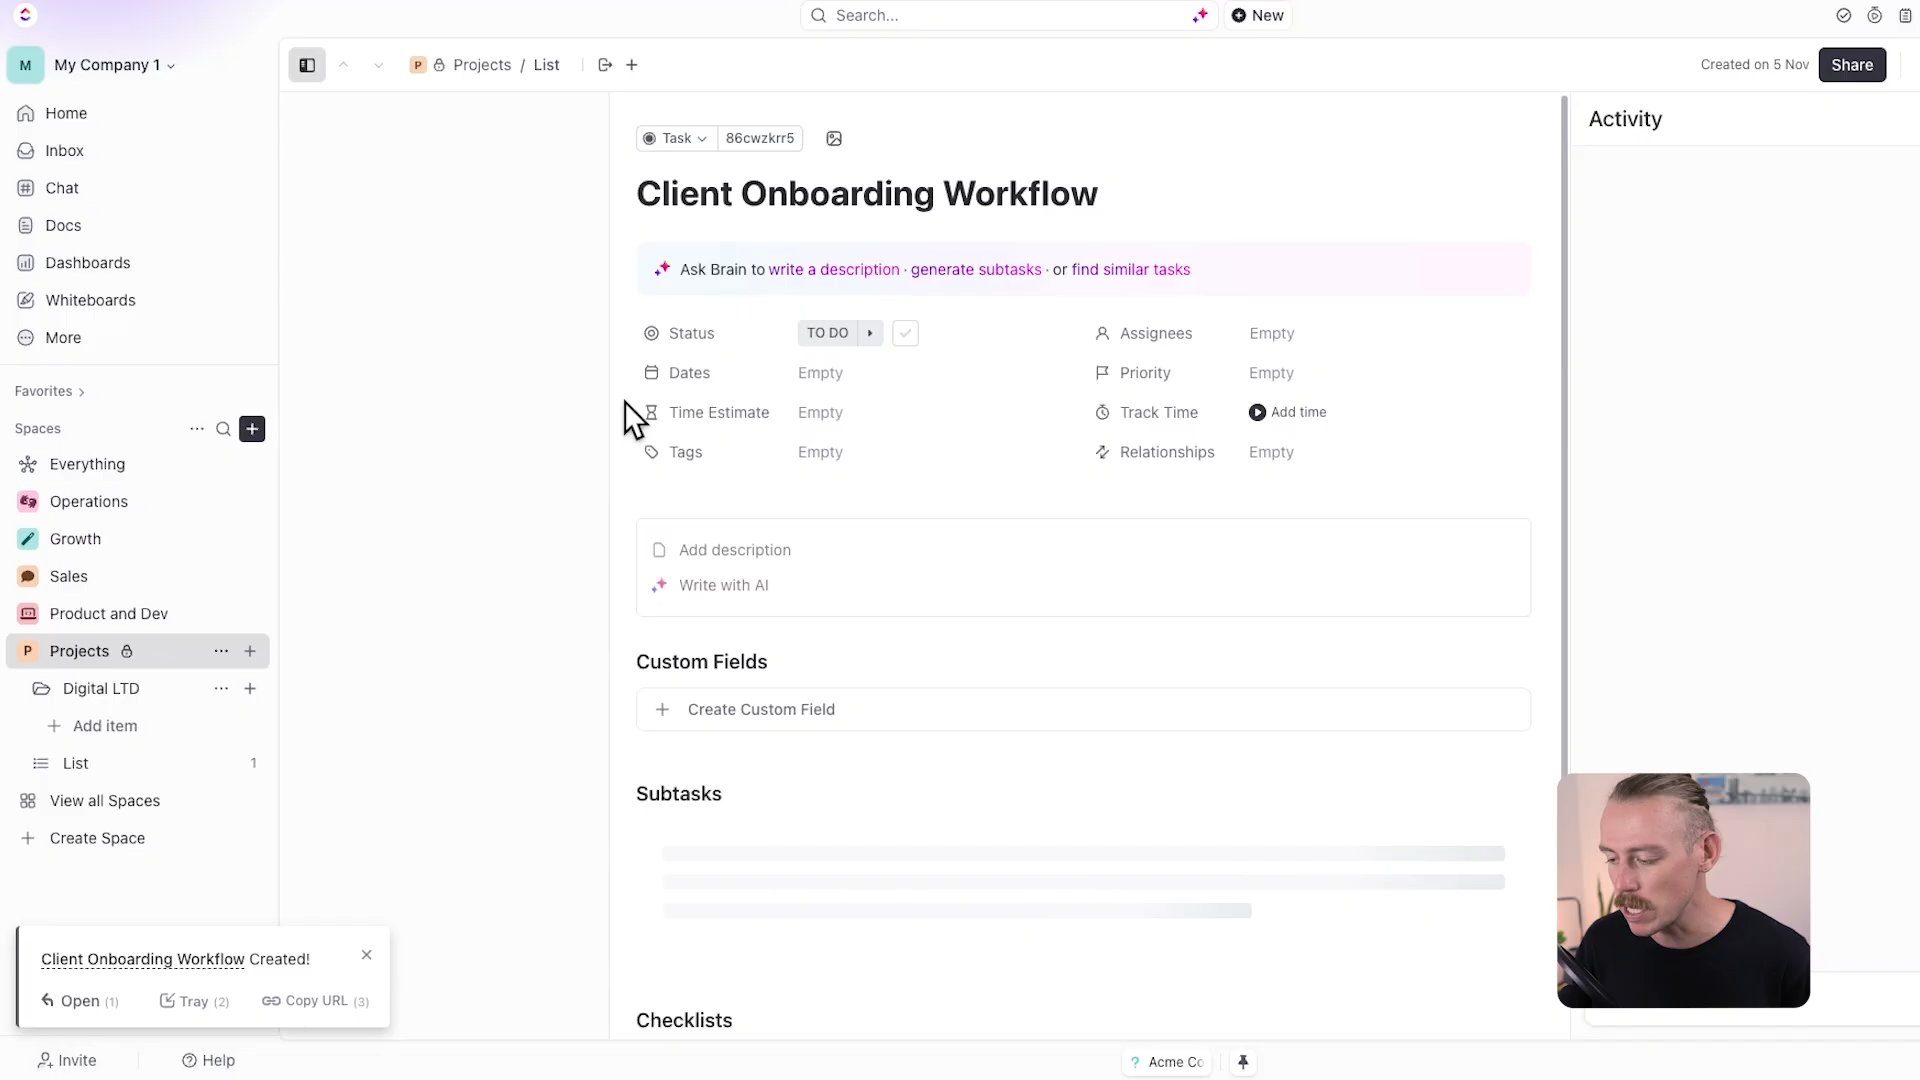 Search...
New
M
My Company 1
P Projects / List
Created on 5 Nov
Share
Home
Inbox
Chat
Docs
Dashboards
Whiteboards
More
Favorites
Spaces
Everything
Operations
Growth
Sales
Product and Dev
P Projects
Digital LTD
Add item
List 1
View all Spaces
Create Space
Client Onboarding Workflow Created!
Open (1) Tray (2) Copy URL (3)
Invite
Help
Task 86cwzkrr5
Client Onboarding Workflow
Ask Brain to write a description · generate subtasks · or find similar tasks
Status TO DO Assignees Empty
Dates Empty Priority Empty
Time Estimate Empty Track Time Add time
Tags Empty Relationships Empty
Add description
Write with AI
Custom Fields
Create Custom Field
Subtasks
Checklists
Activity
? Acme Co